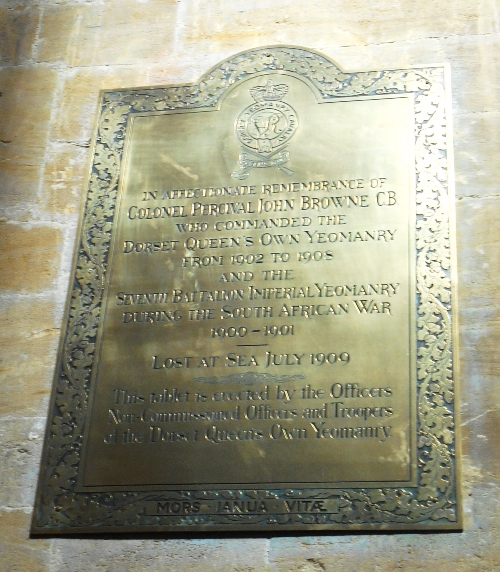 IN AFFECTIONATE REMEMBRANCE OF
COLONEL PERCIVAL JOHN BROWNE C.B
WHO COMMANDED THE
DORSET QUEEN'S OWN YEOMANRY
FROM 1902 TO 1908
AND THE
SEVENTH BATTALION IMPERIAL YEOMANRY
DURING THE SOUTH AFRICAN WAR
1900-1901
LOST AT SEA JULY 1909
This tablet is erected by the Officers
Non-Commissioned Officers and Troopers
of the Dorset Queen's Own Yeomanry
MORS · IANUA · VITÆ